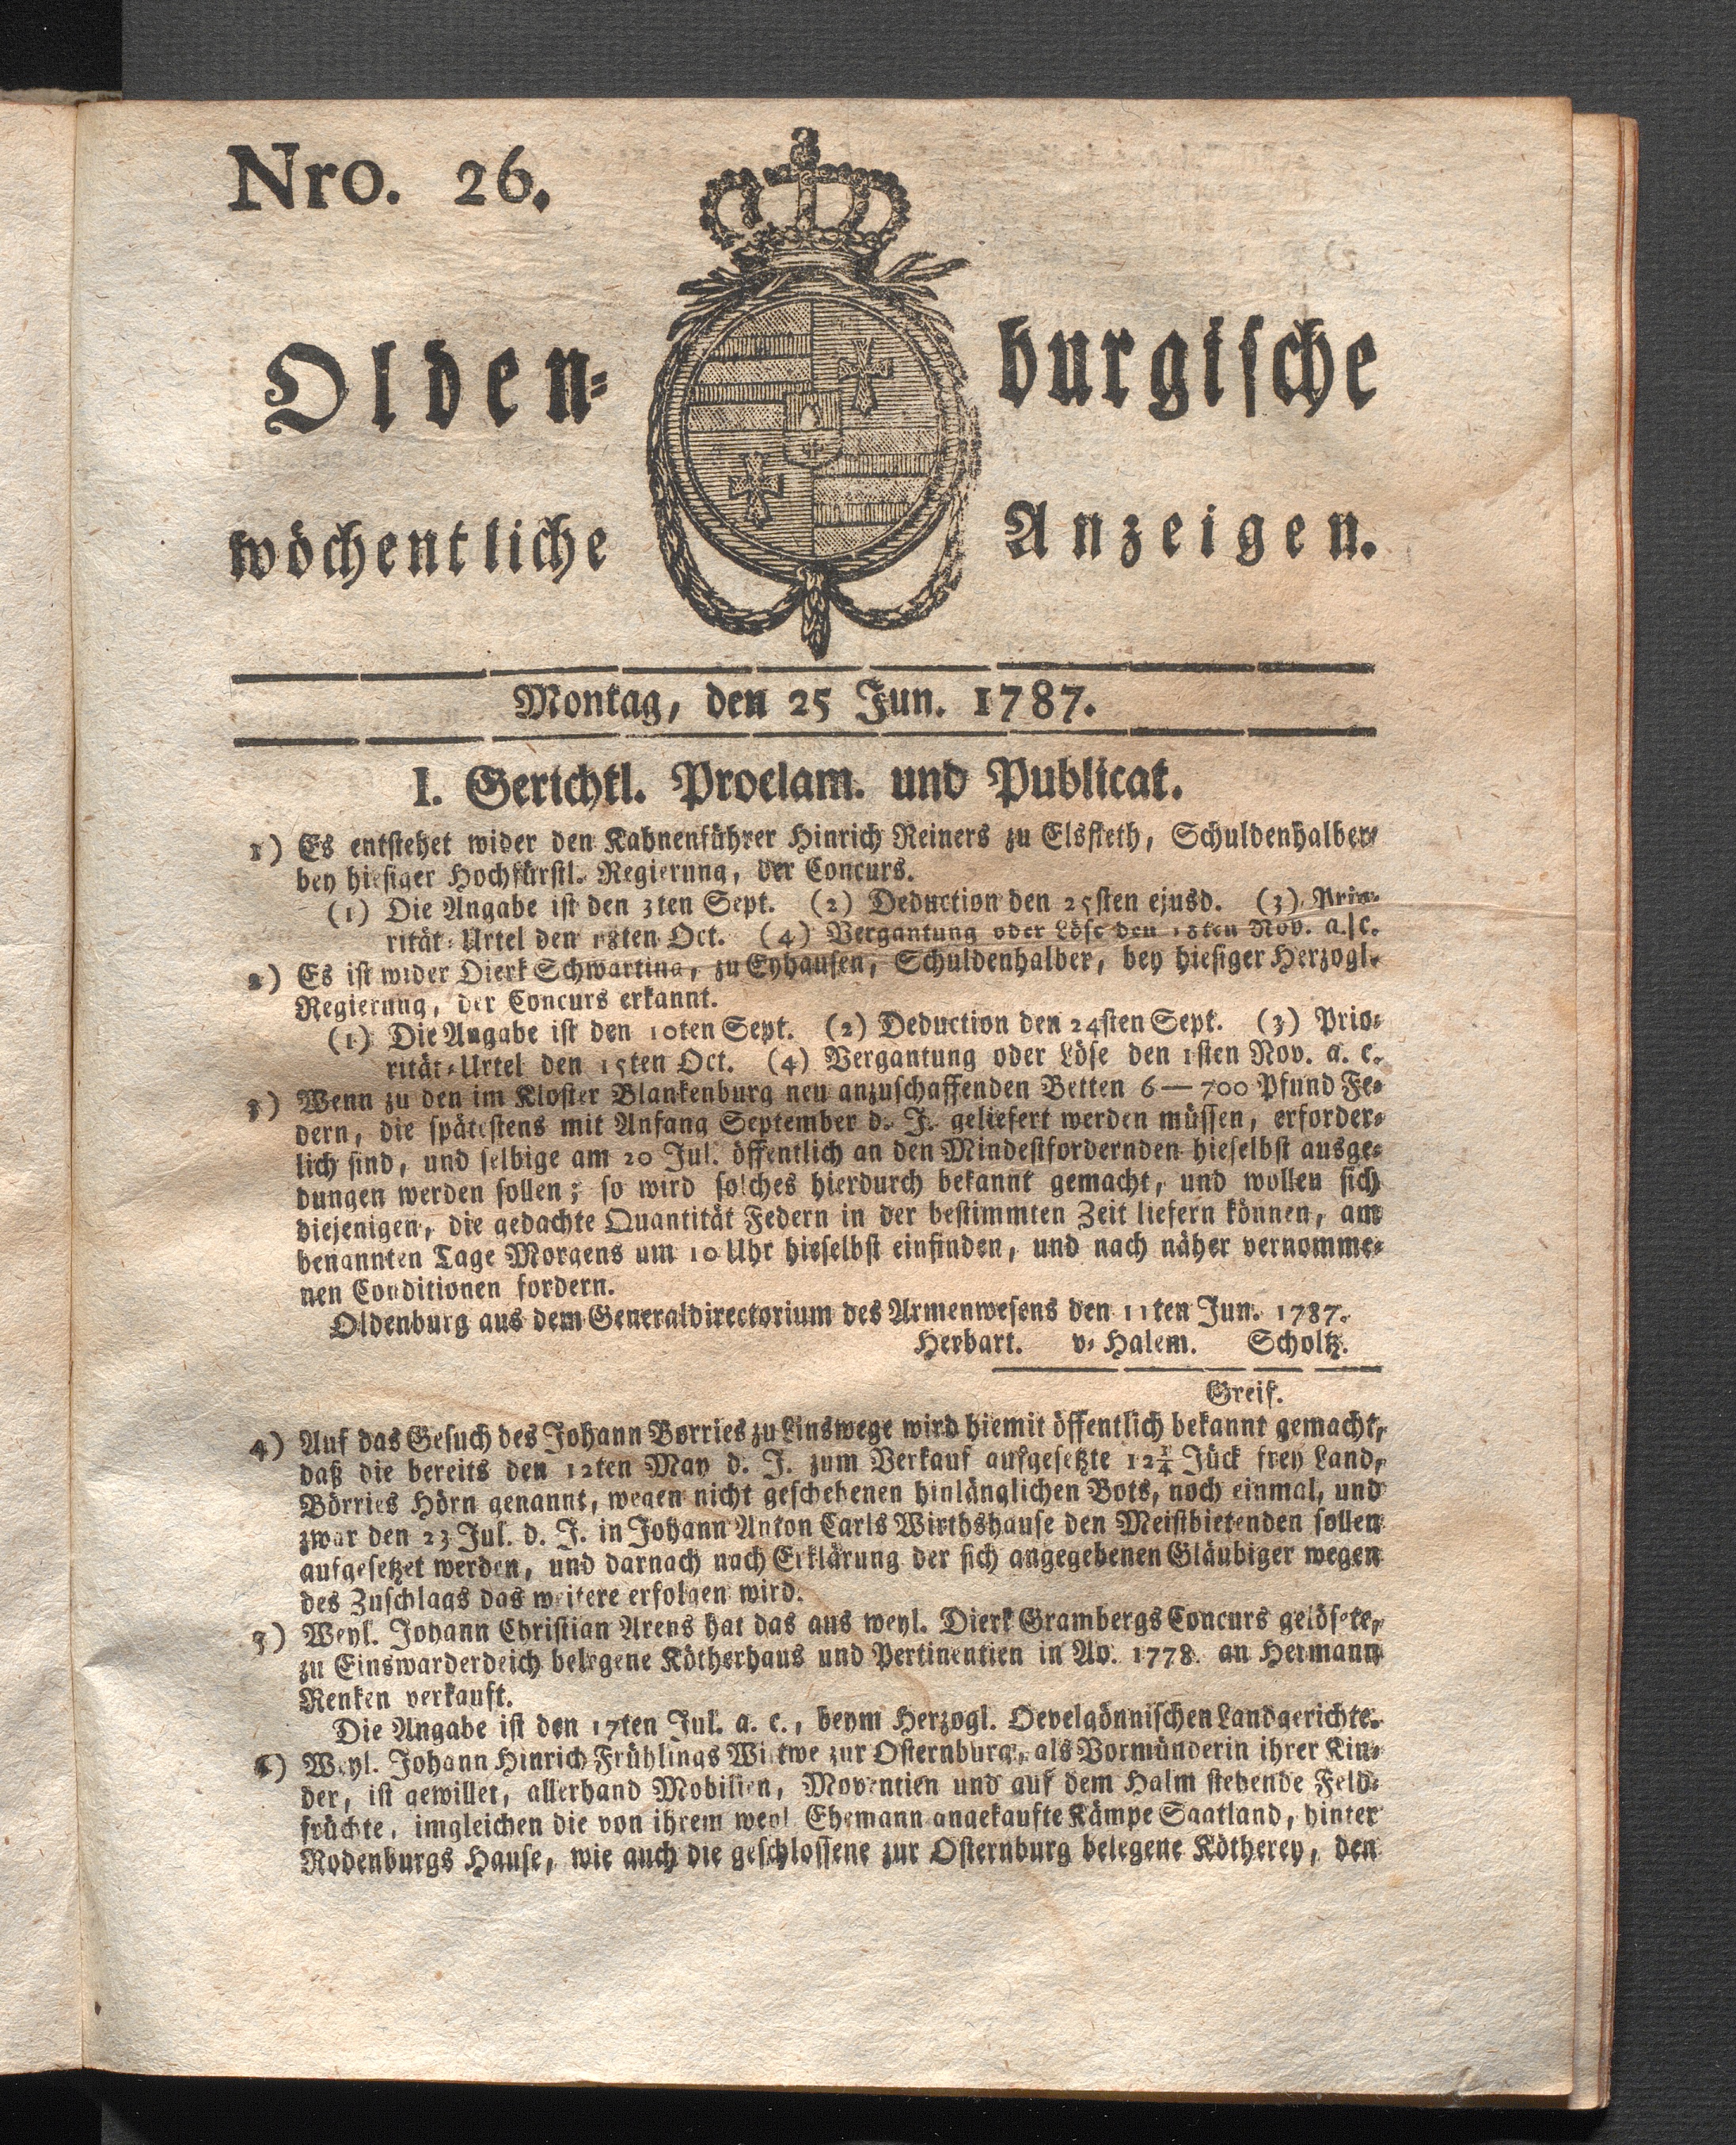 Nro. 26.
Olden- burgische
wöchentliche Anzeigen.
Montag, den 25 Jun. 1787.
I. Gerichtl. Proclam. und Publicat.
1) Es entstehet wider den Kahnenführer Hinrich Reiners zu Elsfleth, Schuldenhalber,
bey hiesiger Hochfürstl. Regierung, der Concurs.
(1) Die Angabe ist den 3ten Sept. (2) Deduction den 25sten ejusd. (3) Prio-
rität-Urtel den 18ten Oct. (4) Vergantung oder Löse den 18ten Nov. a. c.
2) Es ist wider Dierk Schwarting, zu Eyhausen, Schuldenhalber, bey hiesiger Herzogl.
Regierung, der Concurs erkannt.
(1) Die Angabe ist den 10ten Sept. (2) Deduction den 24sten Sept. (3) Prio-
rität-Urtel den 15ten Oct. (4) Vergantung oder Löse den 1sten Nov. a. c.
3) Wenn zu den im Kloster Blankenburg neu anzuschaffenden Betten 6—700 Pfund Fe-
dern, die spätestens mit Anfang September d. J. geliefert werden müssen, erforder-
lich sind, und selbige am 20 Jul. öffentlich an den Mindestfordernden hieselbst ausge-
dungen werden sollen; so wird solches hierdurch bekannt gemacht, und wollen sich
diejenigen, die gedachte Quantität Federn in der bestimmten Zeit liefern können, am
benannten Tage Morgens um 10 Uhr hieselbst einfinden, und nach näher vernomme-
nen Conditionen fordern.
Oldenburg aus dem Generaldirectorium des Armenwesens den 11ten Jun. 1787.
Herbart. v. Halem. Scholtz.
Greif.
4) Auf das Gesuch des Johann Börries zu Linswege wird hiemit öffentlich bekannt gemacht,
daß die bereits den 12ten May d. J. zum Verkauf aufgesetzte 12¼ Jück frey Land,
Börries Hörn genannt, wegen nicht geschehenen hinlänglichen Bots, noch einmal, und
zwar den 23 Jul. d. J. in Johann Anton Carls Wirthshause den Meistbietenden sollen
aufgesetzet werden, und darnach nach Erklärung der sich angegebenen Gläubiger wegen
des Zuschlags das weitere erfolgen wird.
5) Weyl. Johann Christian Arens hat das aus weyl. Dierk Grambergs Concurs gelösete,
zu Einswarderdeich belegene Kötherhaus und Pertinentien in Ao. 1778. an Hermann
Renken verkauft.
Die Angabe ist den 17ten Jul. a. c., beym Herzogl. Oevelgönnischen Landgerichte.
6) Weyl. Johann Hinrich Frühlings Wittwe zur Osternburg, als Vormünderin ihrer Kin-
der, ist gewillet, allerhand Mobilien, Moventien und auf dem Halm stehende Feld-
früchte, imgleichen die von ihrem weyl Ehemann angekaufte Kämpe Saatland, hinter
Rodenburgs Hause, wie auch die geschlossene zur Osternburg belegene Kötherey, den